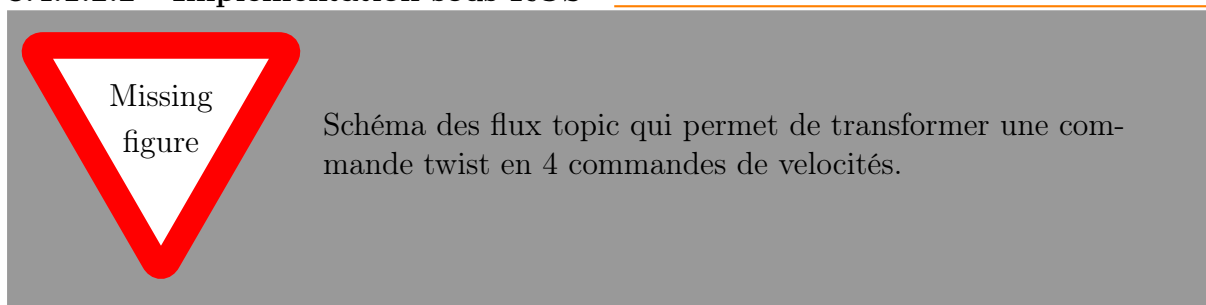 Missing
figure
Schéma des flux topic qui permet de transformer une com-
mande twist en 4 commandes de velocités.